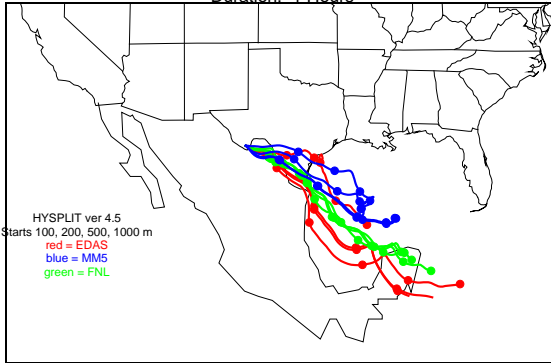 HYSPLIT ver 4.5
Starts 100, 200, 500, 1000 m
red = EDAS
blue = MM5
green = FNL